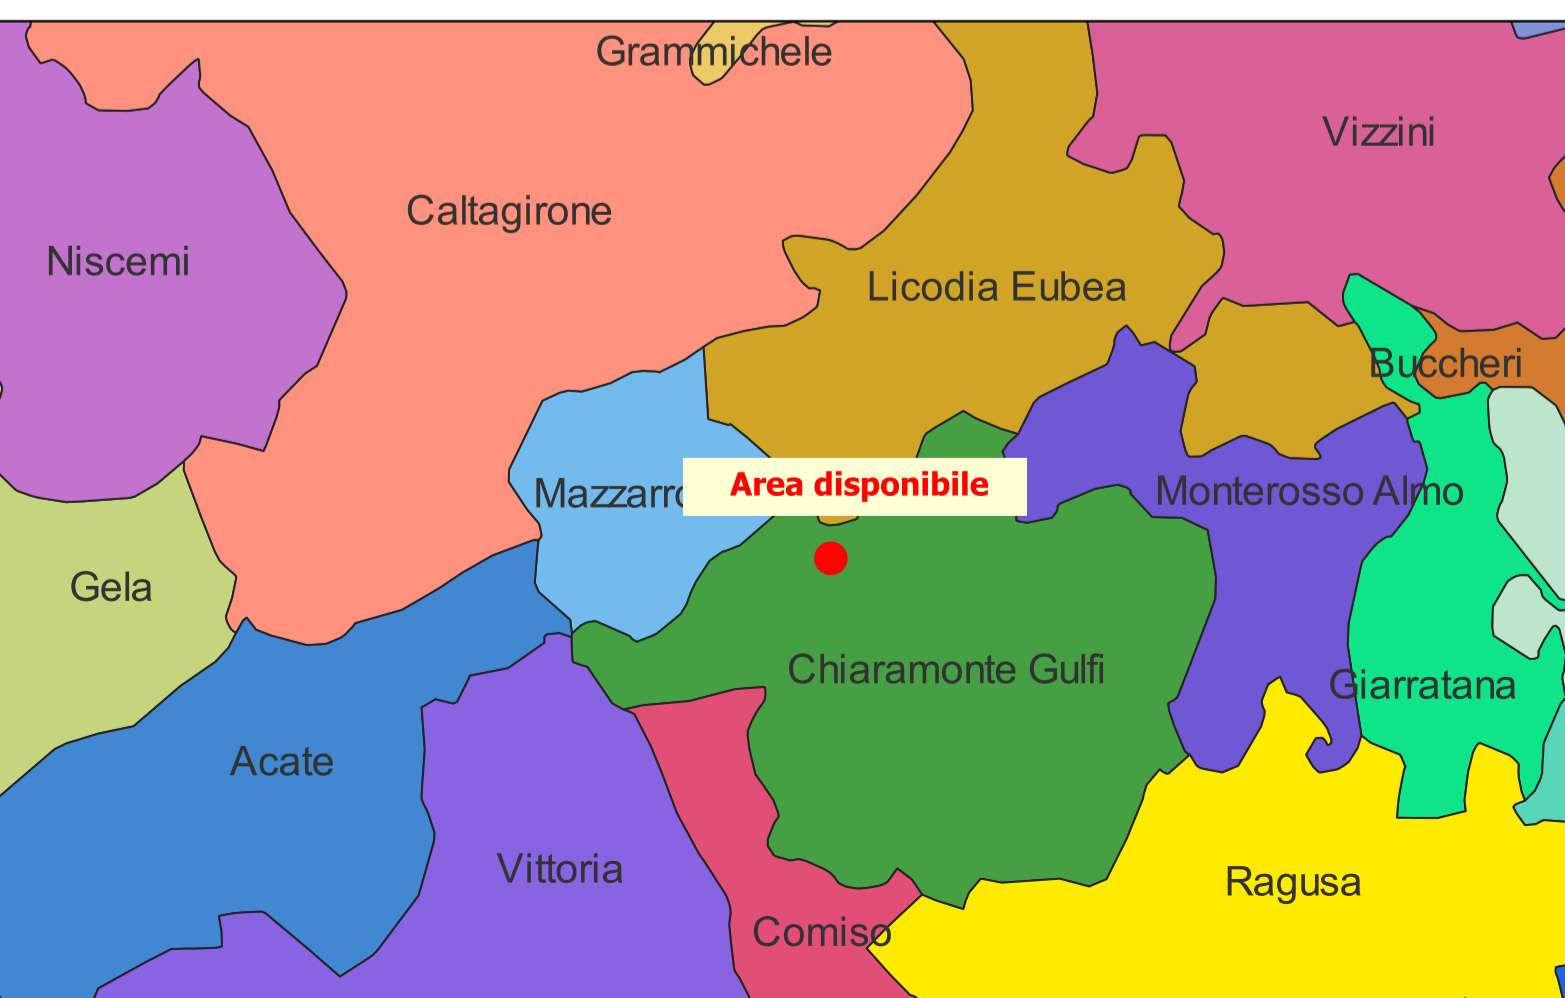 Grammichele
Vizzini
Caltagirone
Niscemi
Licodia Eubea
Buccheri
Area disponibile
Mazzarro
Monterosso Almo
Gela
Chiaramonte Gulfi
Giarratana
Acate
Vittoria
Ragusa
Comiso